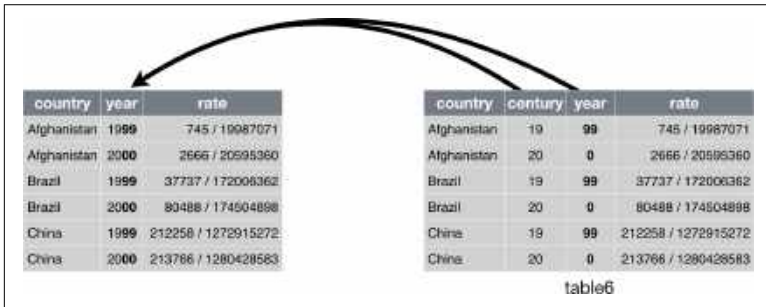 country year rate
Afghanistan 1999 745 / 19987071
Afghanistan 2000 2666 / 20595360
Brazil 1999 37737 / 172006362
Brazil 2000 80488 / 174504898
China 1999 212258 / 1272915272
China 2000 213766 / 1280428583
country century year rate
Afghanistan 19 99 745 / 19987071
Afghanistan 20 0 2666 / 20595360
Brazil 19 99 37737 / 172006362
Brazil 20 0 80488 / 174504898
China 19 99 212258 / 1272915272
China 20 0 213766 / 1280428583
table6